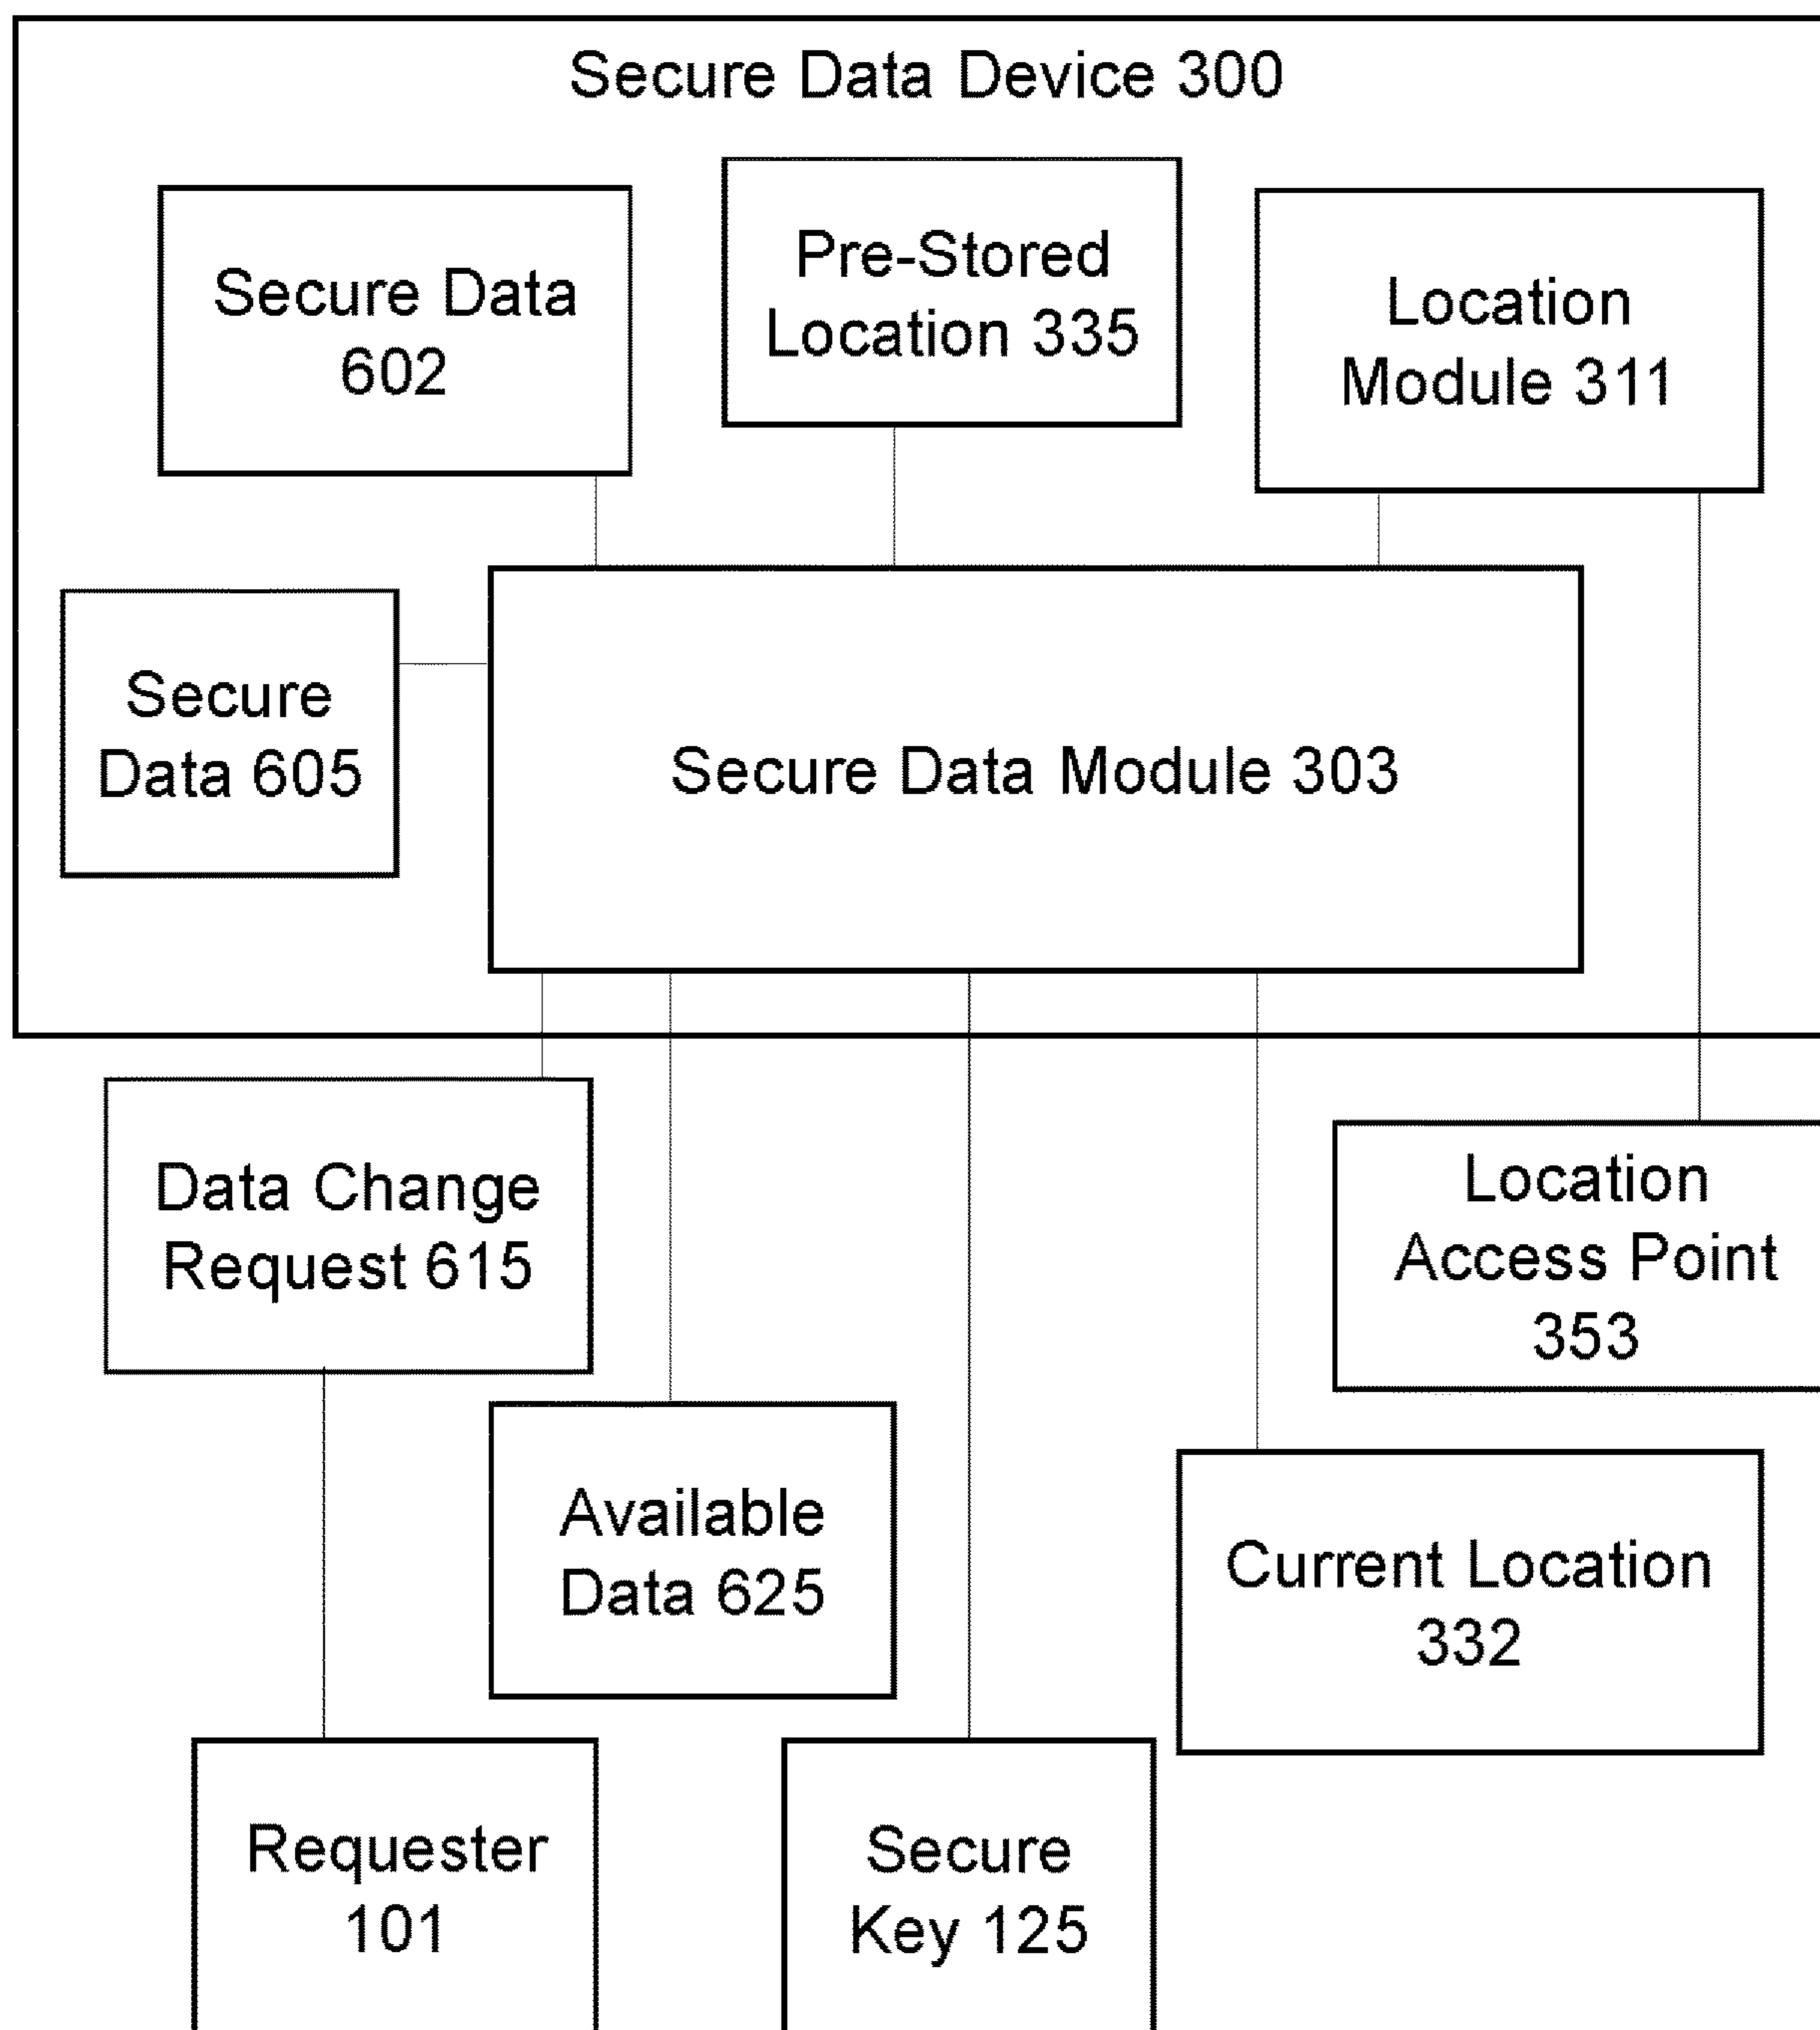 Secure Data Device 300
Secure Data
602
Pre-Stored
Location 335
Location
Module 311
Secure
Data 605
Secure Data Module 303
Data Change
Request 615
Location
Access Point
353
Available
Data 625
Current Location
332
Requester
101
Secure
Key 125